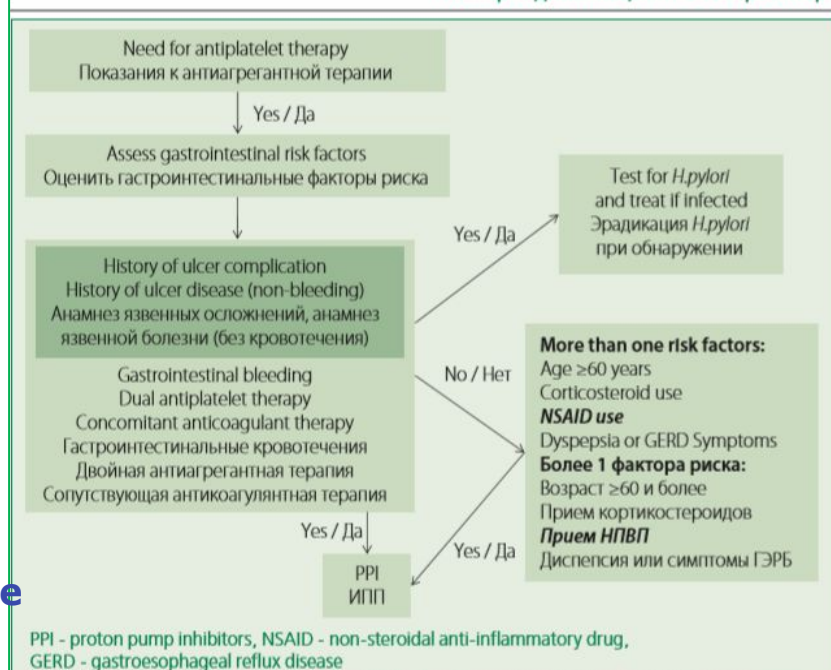 Need for antiplatelet therapy
Показания к антиагрегантной терапии
Yes / Да
Assess gastrointestinal risk factors
Оценить гастроинтестинальные факторы риска
Test for H.pylori
and treat if infected
Эрадикация H.pylori
при обнаружении
Yes / Да
History of ulcer complication
History of ulcer disease (non-bleeding)
Анамнез язвенных осложнений, анамнез
язвенной болезни (без кровотечения)
Gastrointestinal bleeding
Dual antiplatelet therapy
Concomitant anticoagulant therapy
Гастроинтестинальные кровотечения
Двойная антиагрегантная терапия
Сопутствующая антикоагулянтная терапия
No / Нет
More than one risk factors:
Age ≥60 years
Corticosteroid use
NSAID use
Dyspepsia or GERD Symptoms
Более 1 фактора риска:
Возраст ≥60 и более
Прием кортикостероидов
Прием НПВП
Диспепсия или симптомы ГЭРБ
Yes / Да
Yes / Да
PPI
ИПП
e
PPI - proton pump inhibitors, NSAID - non-steroidal anti-inflammatory drug,
GERD - gastroesophageal reflux disease